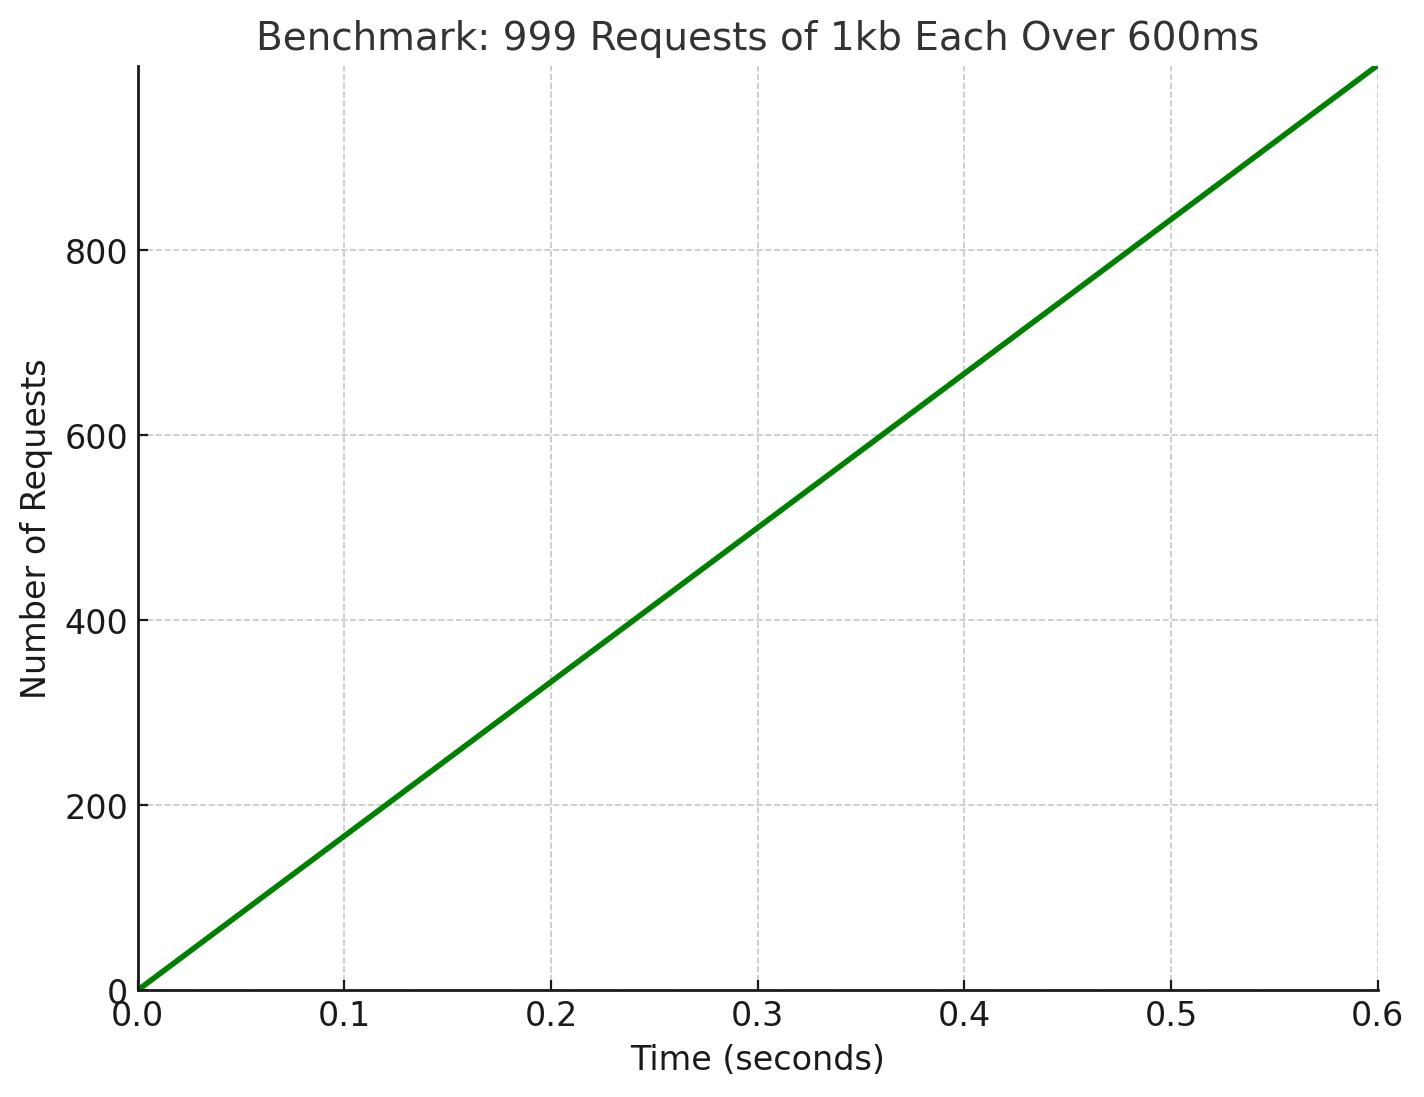 Benchmark: 999 Requests of 1kb Each Over 600ms
Number of Requests
800
600
400
200
0
0.0 0.1 0.2 0.3 0.4 0.5 0.6
Time (seconds)